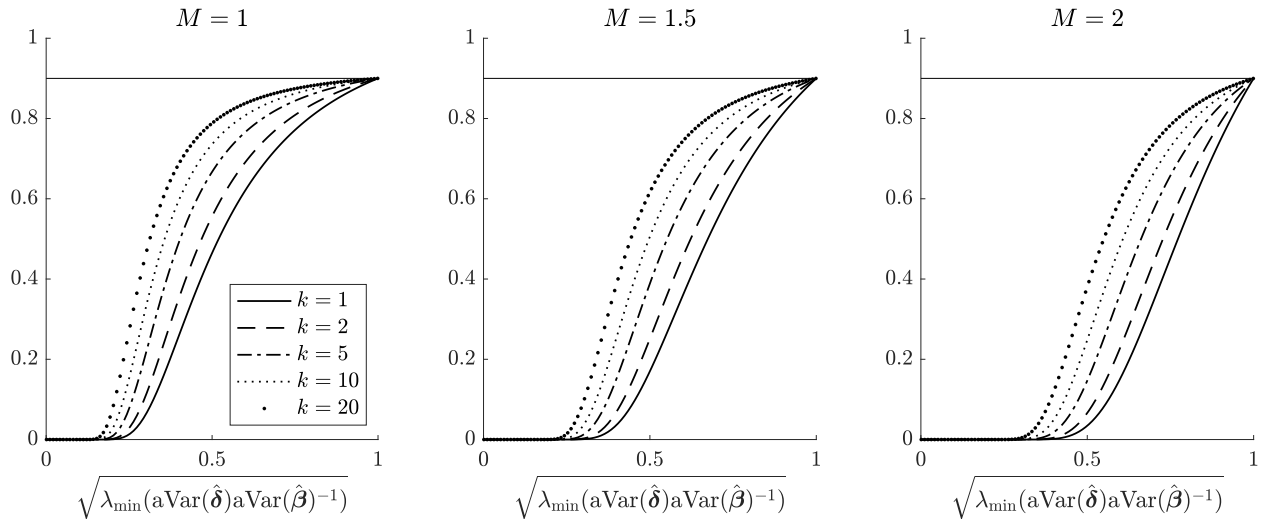 M = 1
1
0.8
0.6
0.4
0.2
0
0 0.5 1
k = 1
k = 2
k = 5
k = 10
k = 20
√λmin(aVar(δ̂)aVar(β̂)⁻¹)
M = 1.5
1
0.8
0.6
0.4
0.2
0
0 0.5 1
√λmin(aVar(δ̂)aVar(β̂)⁻¹)
M = 2
1
0.8
0.6
0.4
0.2
0
0 0.5 1
√λmin(aVar(δ̂)aVar(β̂)⁻¹)